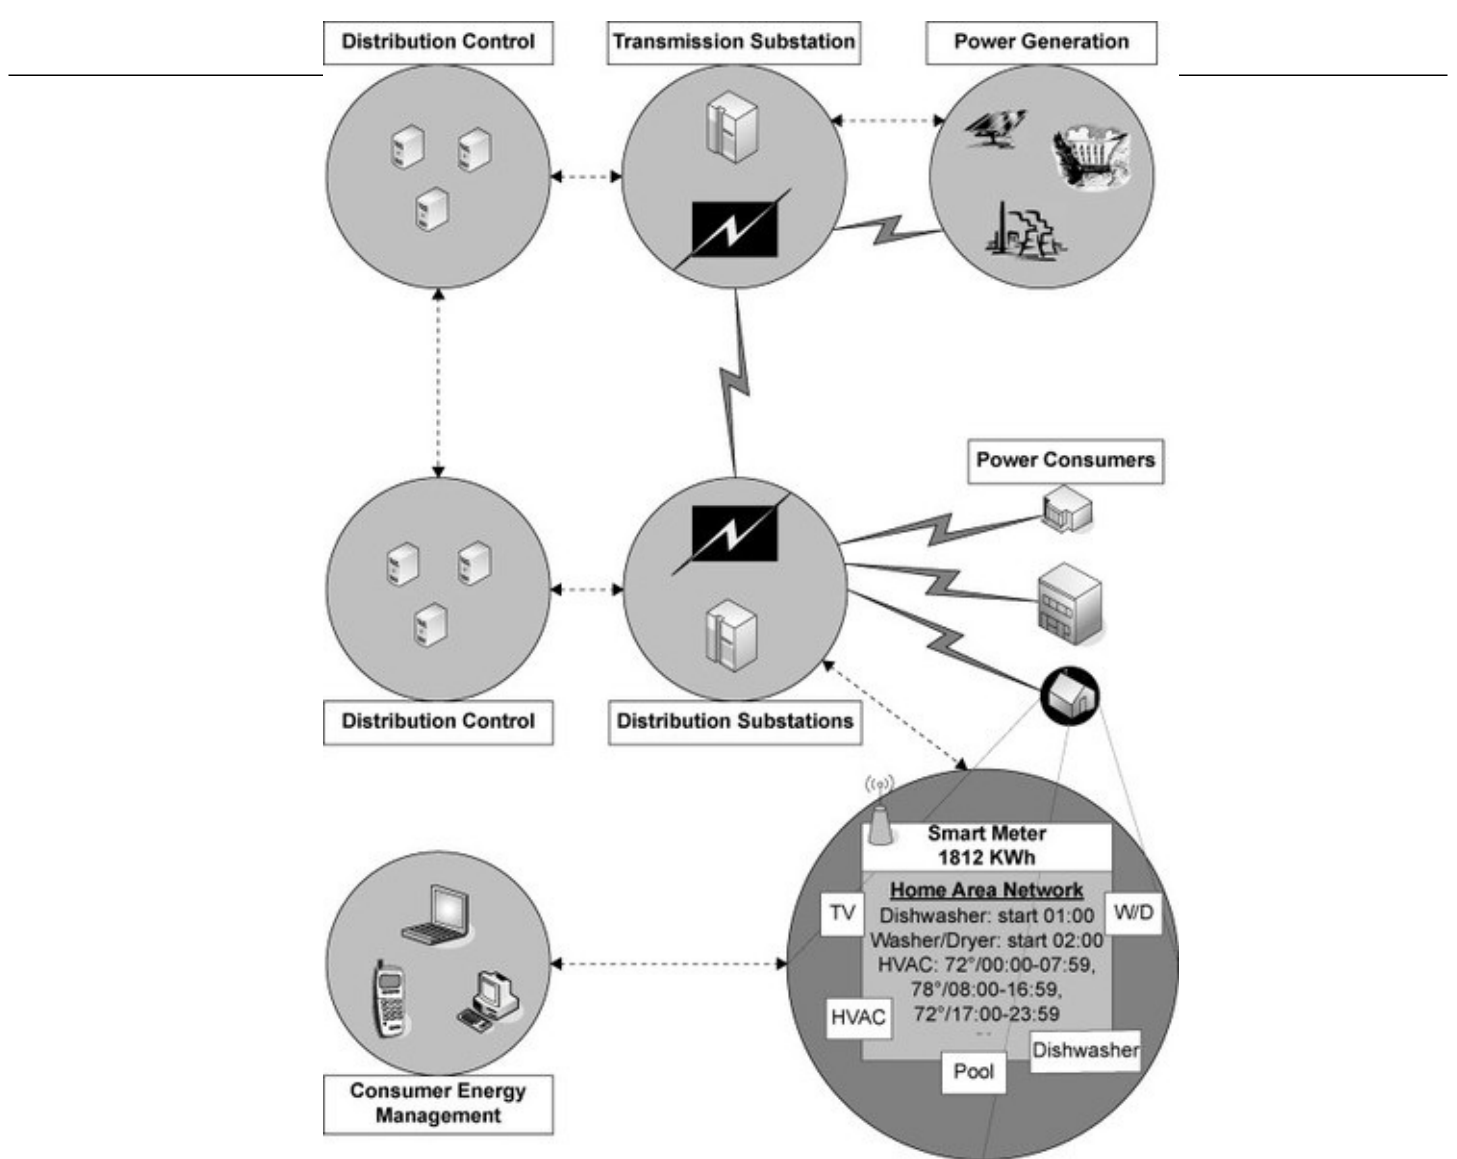 Distribution Control
Transmission Substation
Power Generation
Power Consumers
Distribution Control
Distribution Substations
Smart Meter
1812 KWh
Home Area Network
Dishwasher: start 01:00
Washer/Dryer: start 02:00
HVAC: 72°/00:00-07:59,
78°/08:00-16:59,
72°/17:00-23:59
TV
W/D
HVAC
Pool
Dishwasher
Consumer Energy
Management